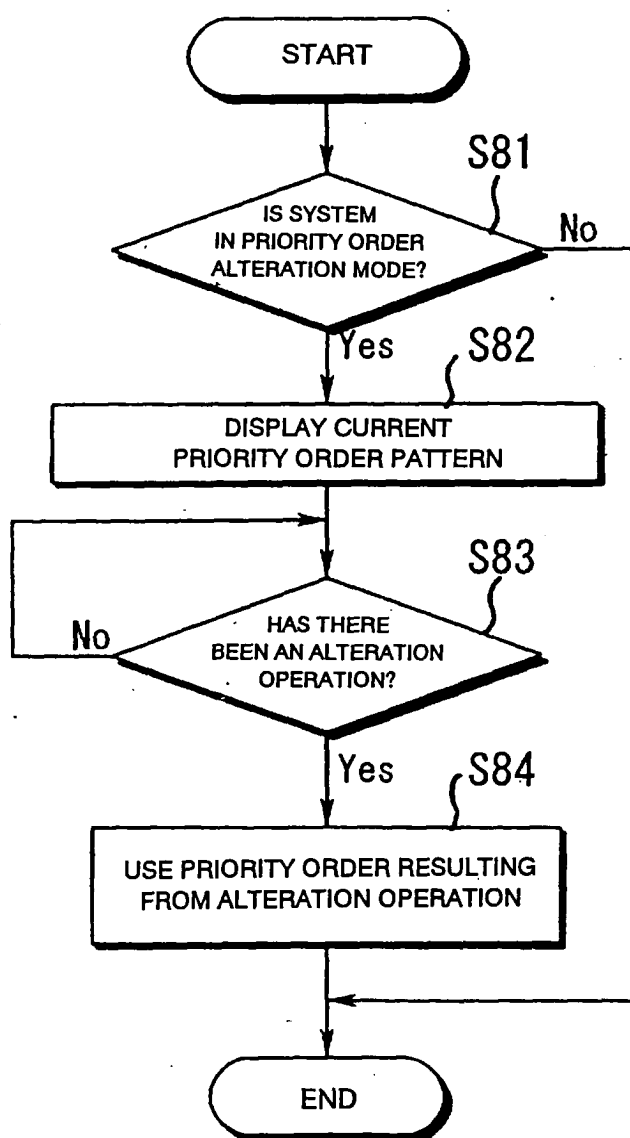 START
S81
IS SYSTEM
IN PRIORITY ORDER
ALTERATION MODE?
No
Yes
S82
DISPLAY CURRENT
PRIORITY ORDER PATTERN
S83
HAS THERE
BEEN AN ALTERATION
OPERATION?
No
Yes
S84
USE PRIORITY ORDER RESULTING
FROM ALTERATION OPERATION
END